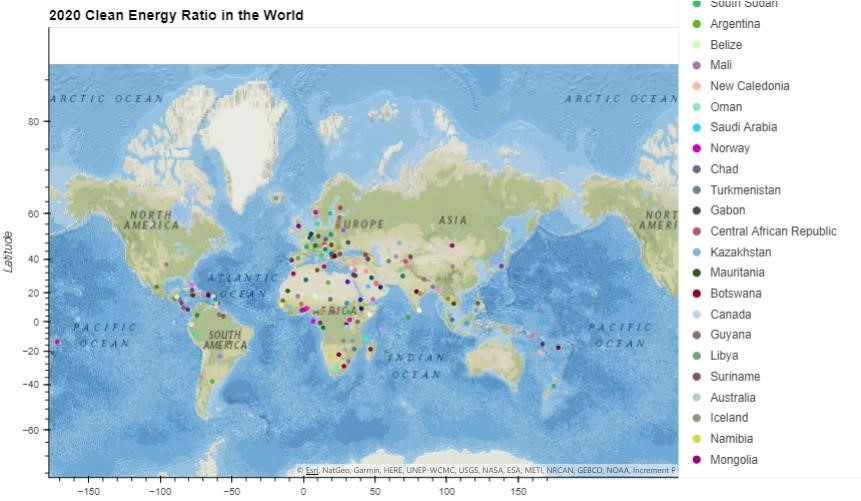 2020 Clean Energy Ratio in the World
South Sudan
Argentina
Belize
Mali
New Caledonia
Oman
Saudi Arabia
Norway
Chad
Turkmenistan
Gabon
Central African Republic
Kazakhstan
Mauritania
Botswana
Canada
Guyana
Libya
Suriname
Australia
Iceland
Namibia
Mongolia
Latitude
80
60
40
20
0
−20
−40
−60
ARCTIC OCEAN
ARCTIC OCEAN
NORTH
AMERICA
EUROPE
ASIA
NORT
AMERI
ATLANTIC
OCEAN
AFRICA
PACIFIC
OCEAN
SOUTH
AMERICA
INDIAN
OCEAN
PACIFIC
OCEAN
© Esri, NatGeo, Garmin, HERE, UNEP-WCMC, USGS, NASA, ESA, METI, NRCAN, GEBCO, NOAA, Increment P
−150
−100
−50
0
50
100
150